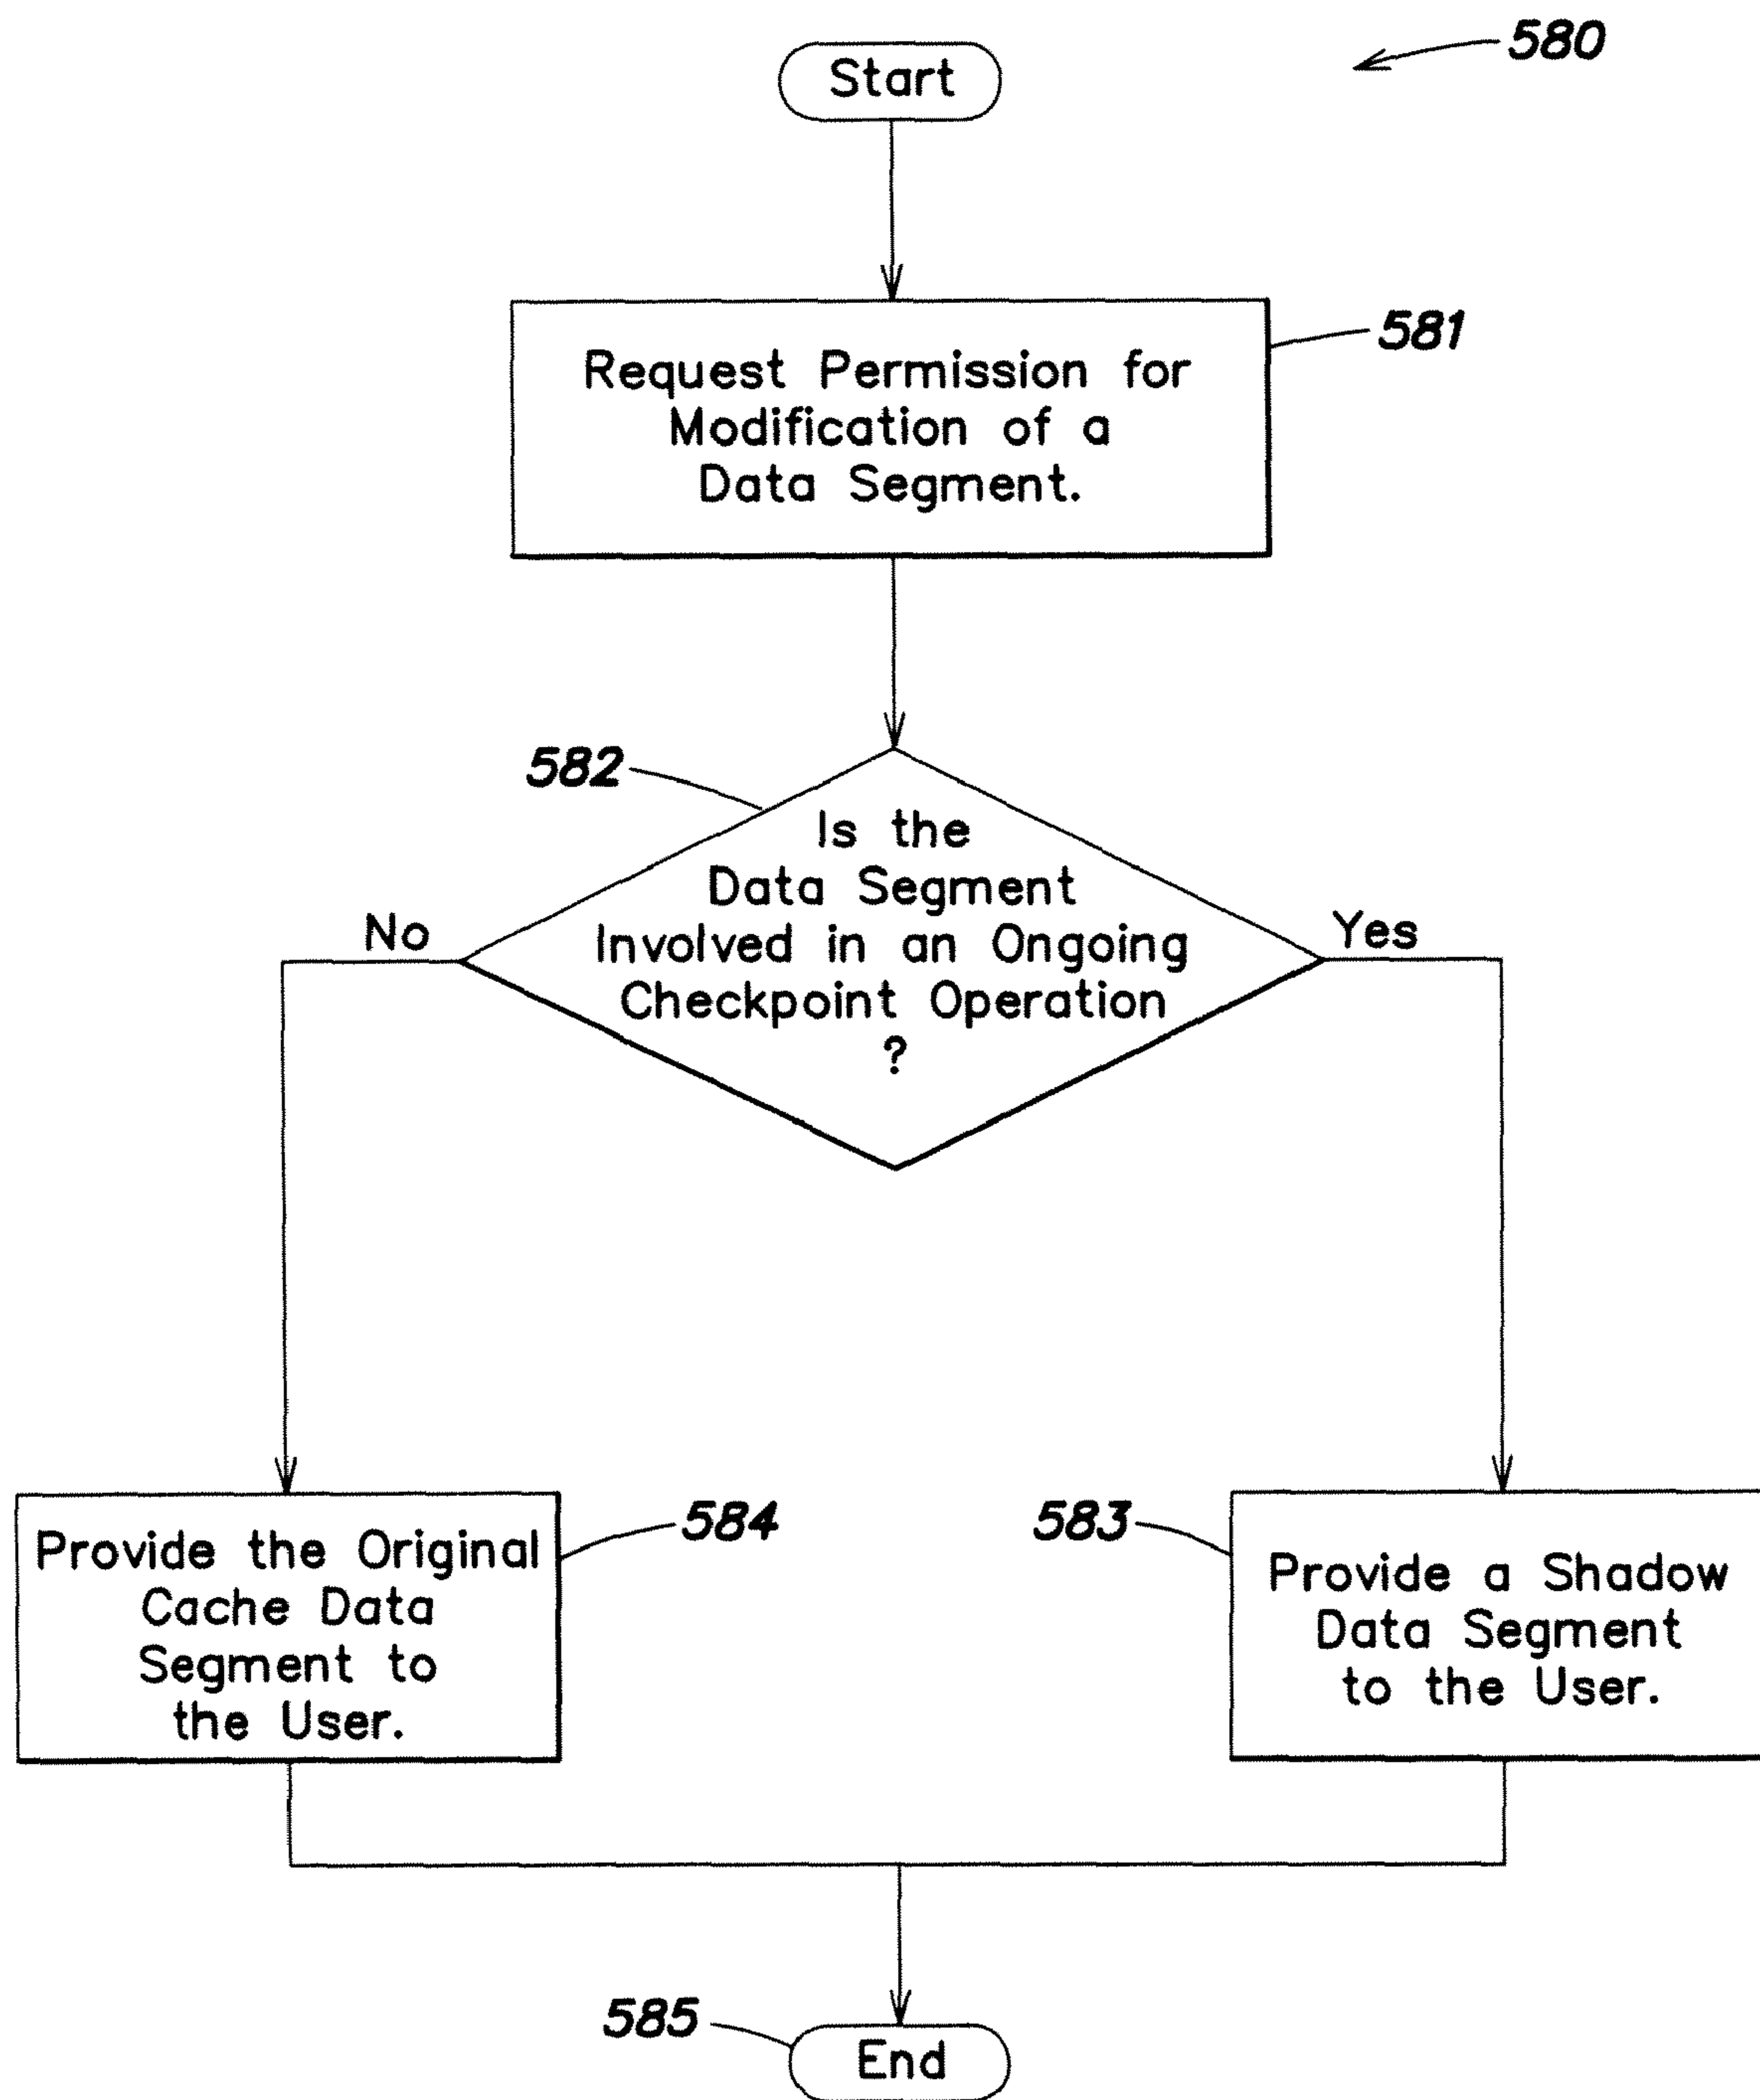 580
Start
581
Request Permission for
Modification of a
Data Segment.
582
Is the
Data Segment
Involved in an Ongoing
Checkpoint Operation
?
No
Yes
584
Provide the Original
Cache Data
Segment to
the User.
583
Provide a Shadow
Data Segment
to the User.
585
End